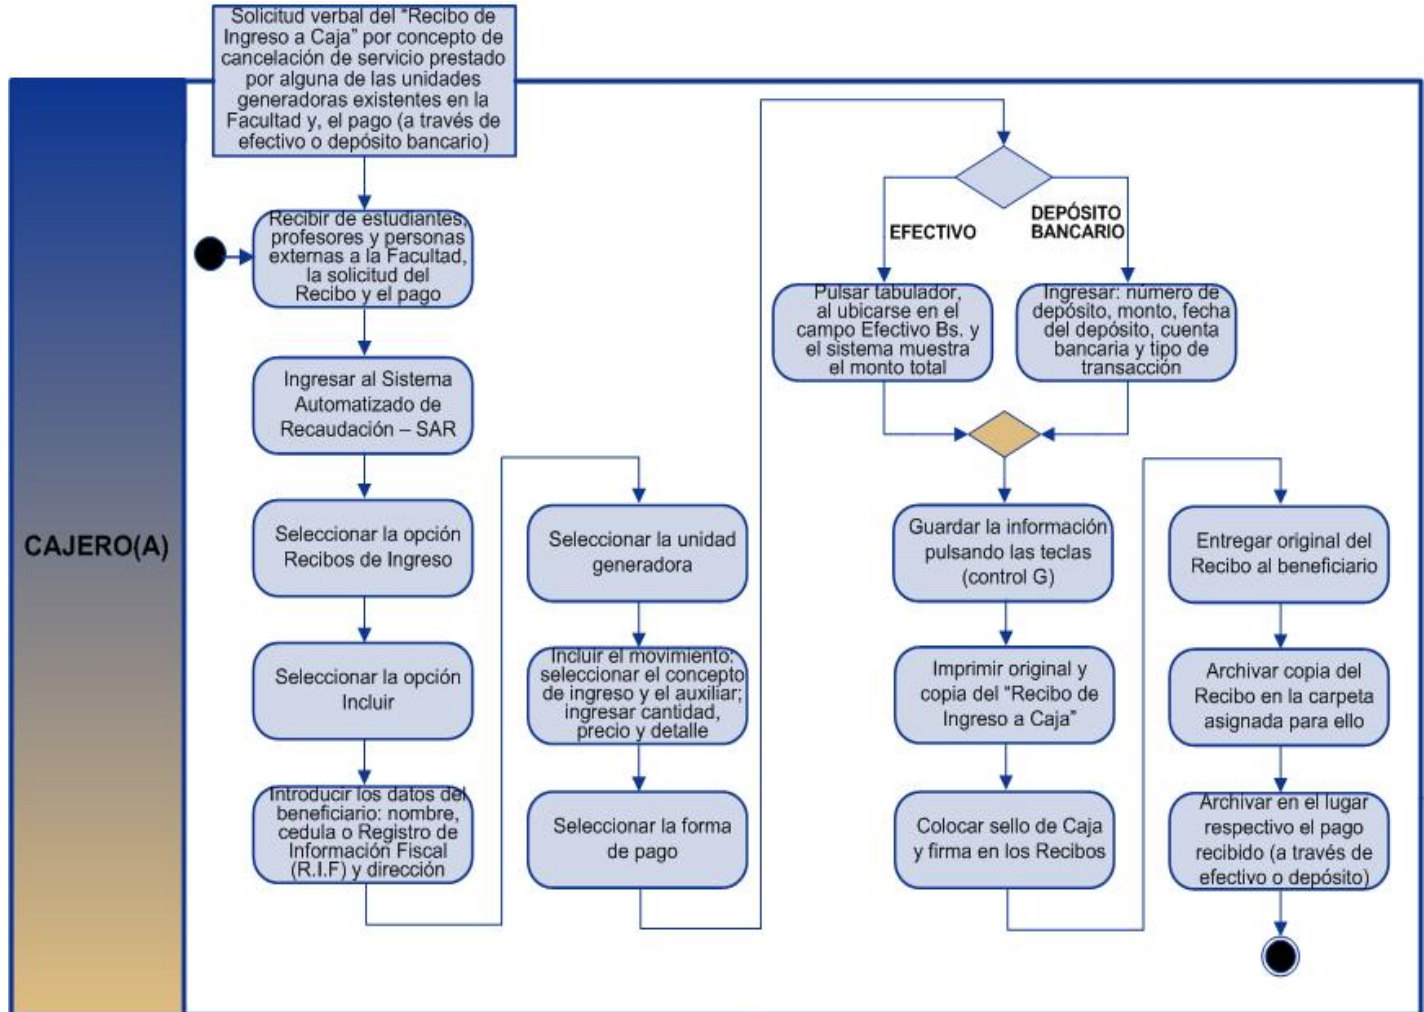 Solicitud verbal del "Recibo de
Ingreso a Caja" por concepto de
cancelación de servicio prestado
por alguna de las unidades
generadoras existentes en la
Facultad y, el pago (a través de
efectivo o depósito bancario)
CAJERO(A)
Recibir de estudiantes,
profesores y personas
externas a la Facultad,
la solicitud del
Recibo y el pago
Ingresar al Sistema
Automatizado de
Recaudación – SAR
Seleccionar la opción
Recibos de Ingreso
Seleccionar la opción
Incluir
Introducir los datos del
beneficiario: nombre,
cedula o Registro de
Información Fiscal
(R.I.F) y dirección
Seleccionar la unidad
generadora
Incluir el movimiento:
seleccionar el concepto
de ingreso y el auxiliar;
ingresar cantidad,
precio y detalle
Seleccionar la forma
de pago
EFECTIVO
DEPÓSITO
BANCARIO
Pulsar tabulador,
al ubicarse en el
campo Efectivo Bs. y
el sistema muestra
el monto total
Ingresar: número de
depósito, monto, fecha
del depósito, cuenta
bancaria y tipo de
transacción
Guardar la información
pulsando las teclas
(control G)
Imprimir original y
copia del "Recibo de
Ingreso a Caja"
Colocar sello de Caja
y firma en los Recibos
Entregar original del
Recibo al beneficiario
Archivar copia del
Recibo en la carpeta
asignada para ello
Archivar en el lugar
respectivo el pago
recibido (a través de
efectivo o depósito)